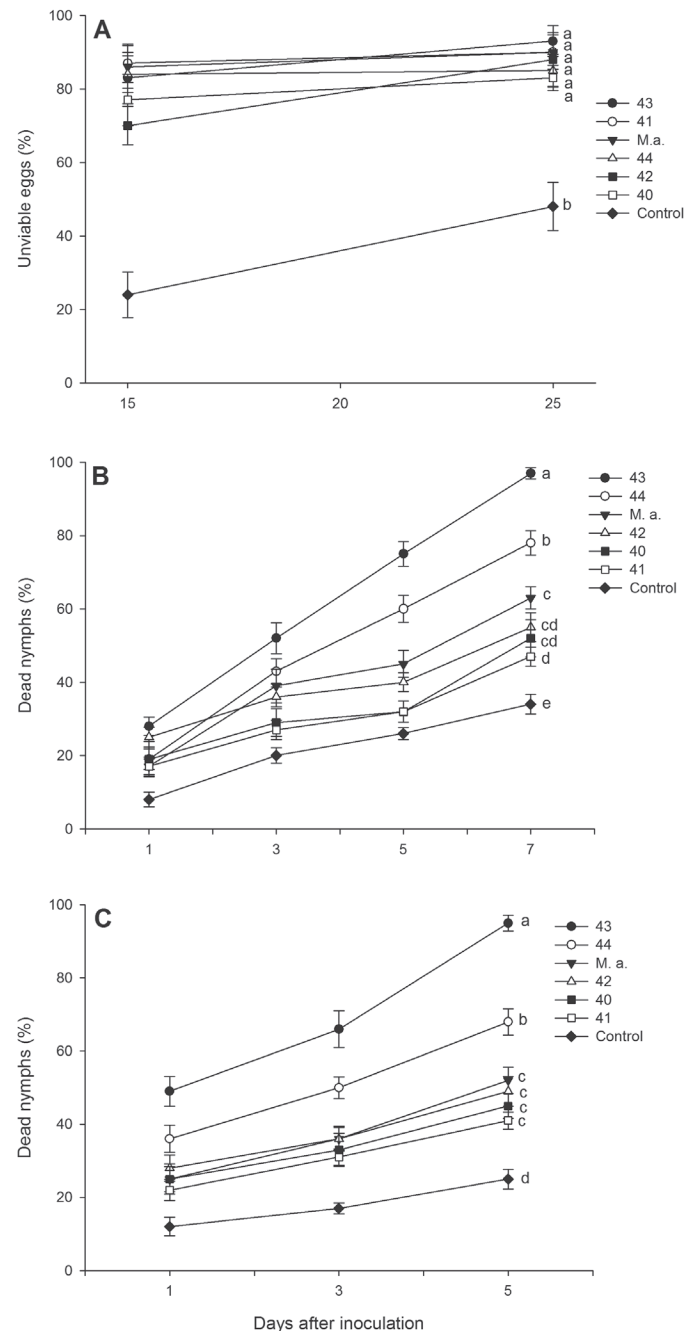 A
100
80
60
40
20
0
Unviable eggs (%)
15 20 25
a
a
a
a
a
a
b
43
41
M.a.
44
42
40
Control
B
100
80
60
40
20
0
Dead nymphs (%)
1 3 5 7
a
b
c
cd
cd
d
e
43
44
M. a.
42
40
41
Control
C
100
80
60
40
20
0
Dead nymphs (%)
1 3 5
a
b
c
c
c
c
d
43
44
M. a.
42
40
41
Control
Days after inoculation